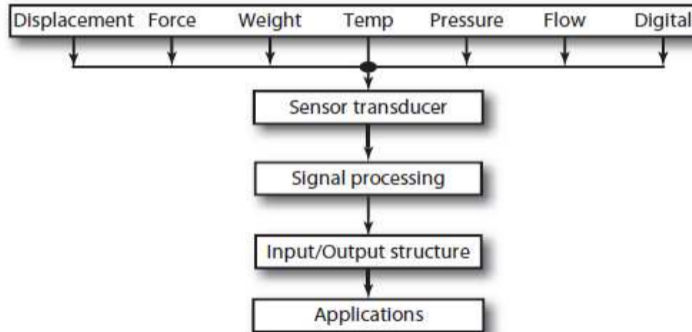 Displacement Force Weight Temp Pressure Flow Digital
Sensor transducer
Signal processing
Input/Output structure
Applications